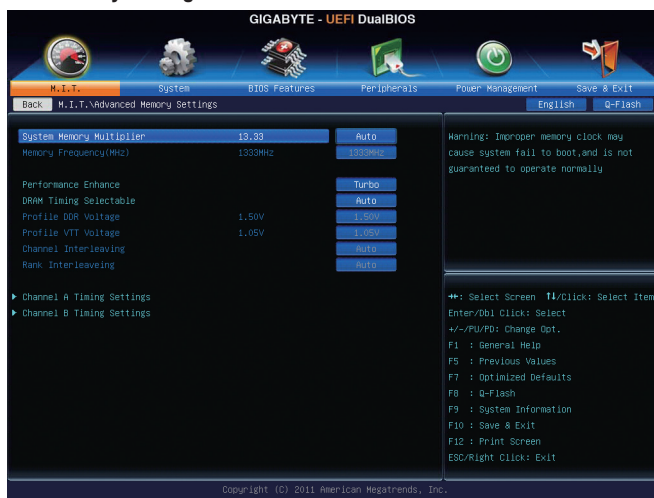 GIGABYTE - UEFI DualBIOS
M.I.T. System BIOS Features Peripherals Power Management Save & Exit
Back M.I.T.\Advanced Memory Settings English Q-Flash
System Memory Multiplier 13.33 Auto
Memory Frequency(MHz) 1333MHz 1333MHz
Performance Enhance Turbo
DRAM Timing Selectable Auto
Profile DDR Voltage 1.50V 1.50V
Profile VTT Voltage 1.05V 1.05V
Channel Interleaving Auto
Rank Interleaveing Auto
Channel A Timing Settings
Channel B Timing Settings
Warning: Improper memory clock may
cause system fail to boot,and is not
guaranteed to operate normally
→←: Select Screen ↑↓/Click: Select Item
Enter/Dbl Click: Select
+/-/PU/PD: Change Opt.
F1 : General Help
F5 : Previous Values
F7 : Optimized Defaults
F8 : Q-Flash
F9 : System Information
F10 : Save & Exit
F12 : Print Screen
ESC/Right Click: Exit
Copyright (C) 2011 American Megatrends, Inc.